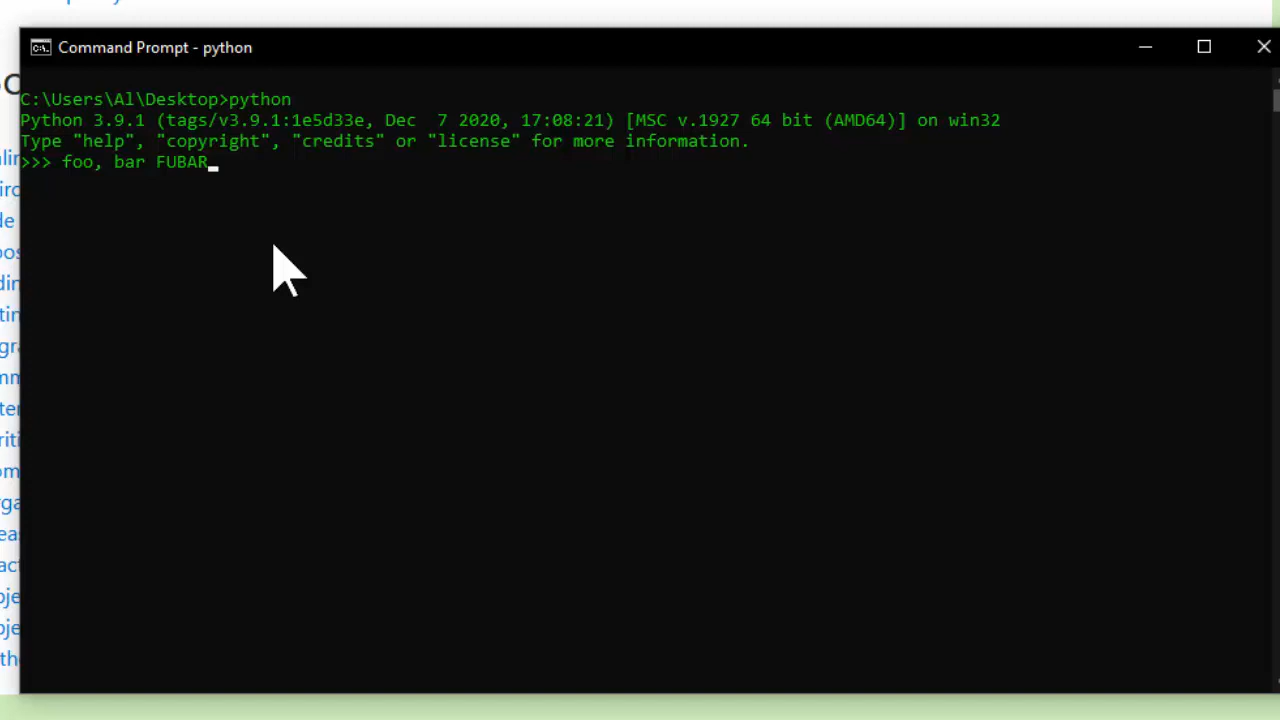 Command Prompt - python
C:\Users\Al\Desktop>python
Python 3.9.1 (tags/v3.9.1:1e5d33e, Dec  7 2020, 17:08:21) [MSC v.1927 64 bit (AMD64)] on win32
Type "help", "copyright", "credits" or "license" for more information.
>>> foo, bar FUBAR